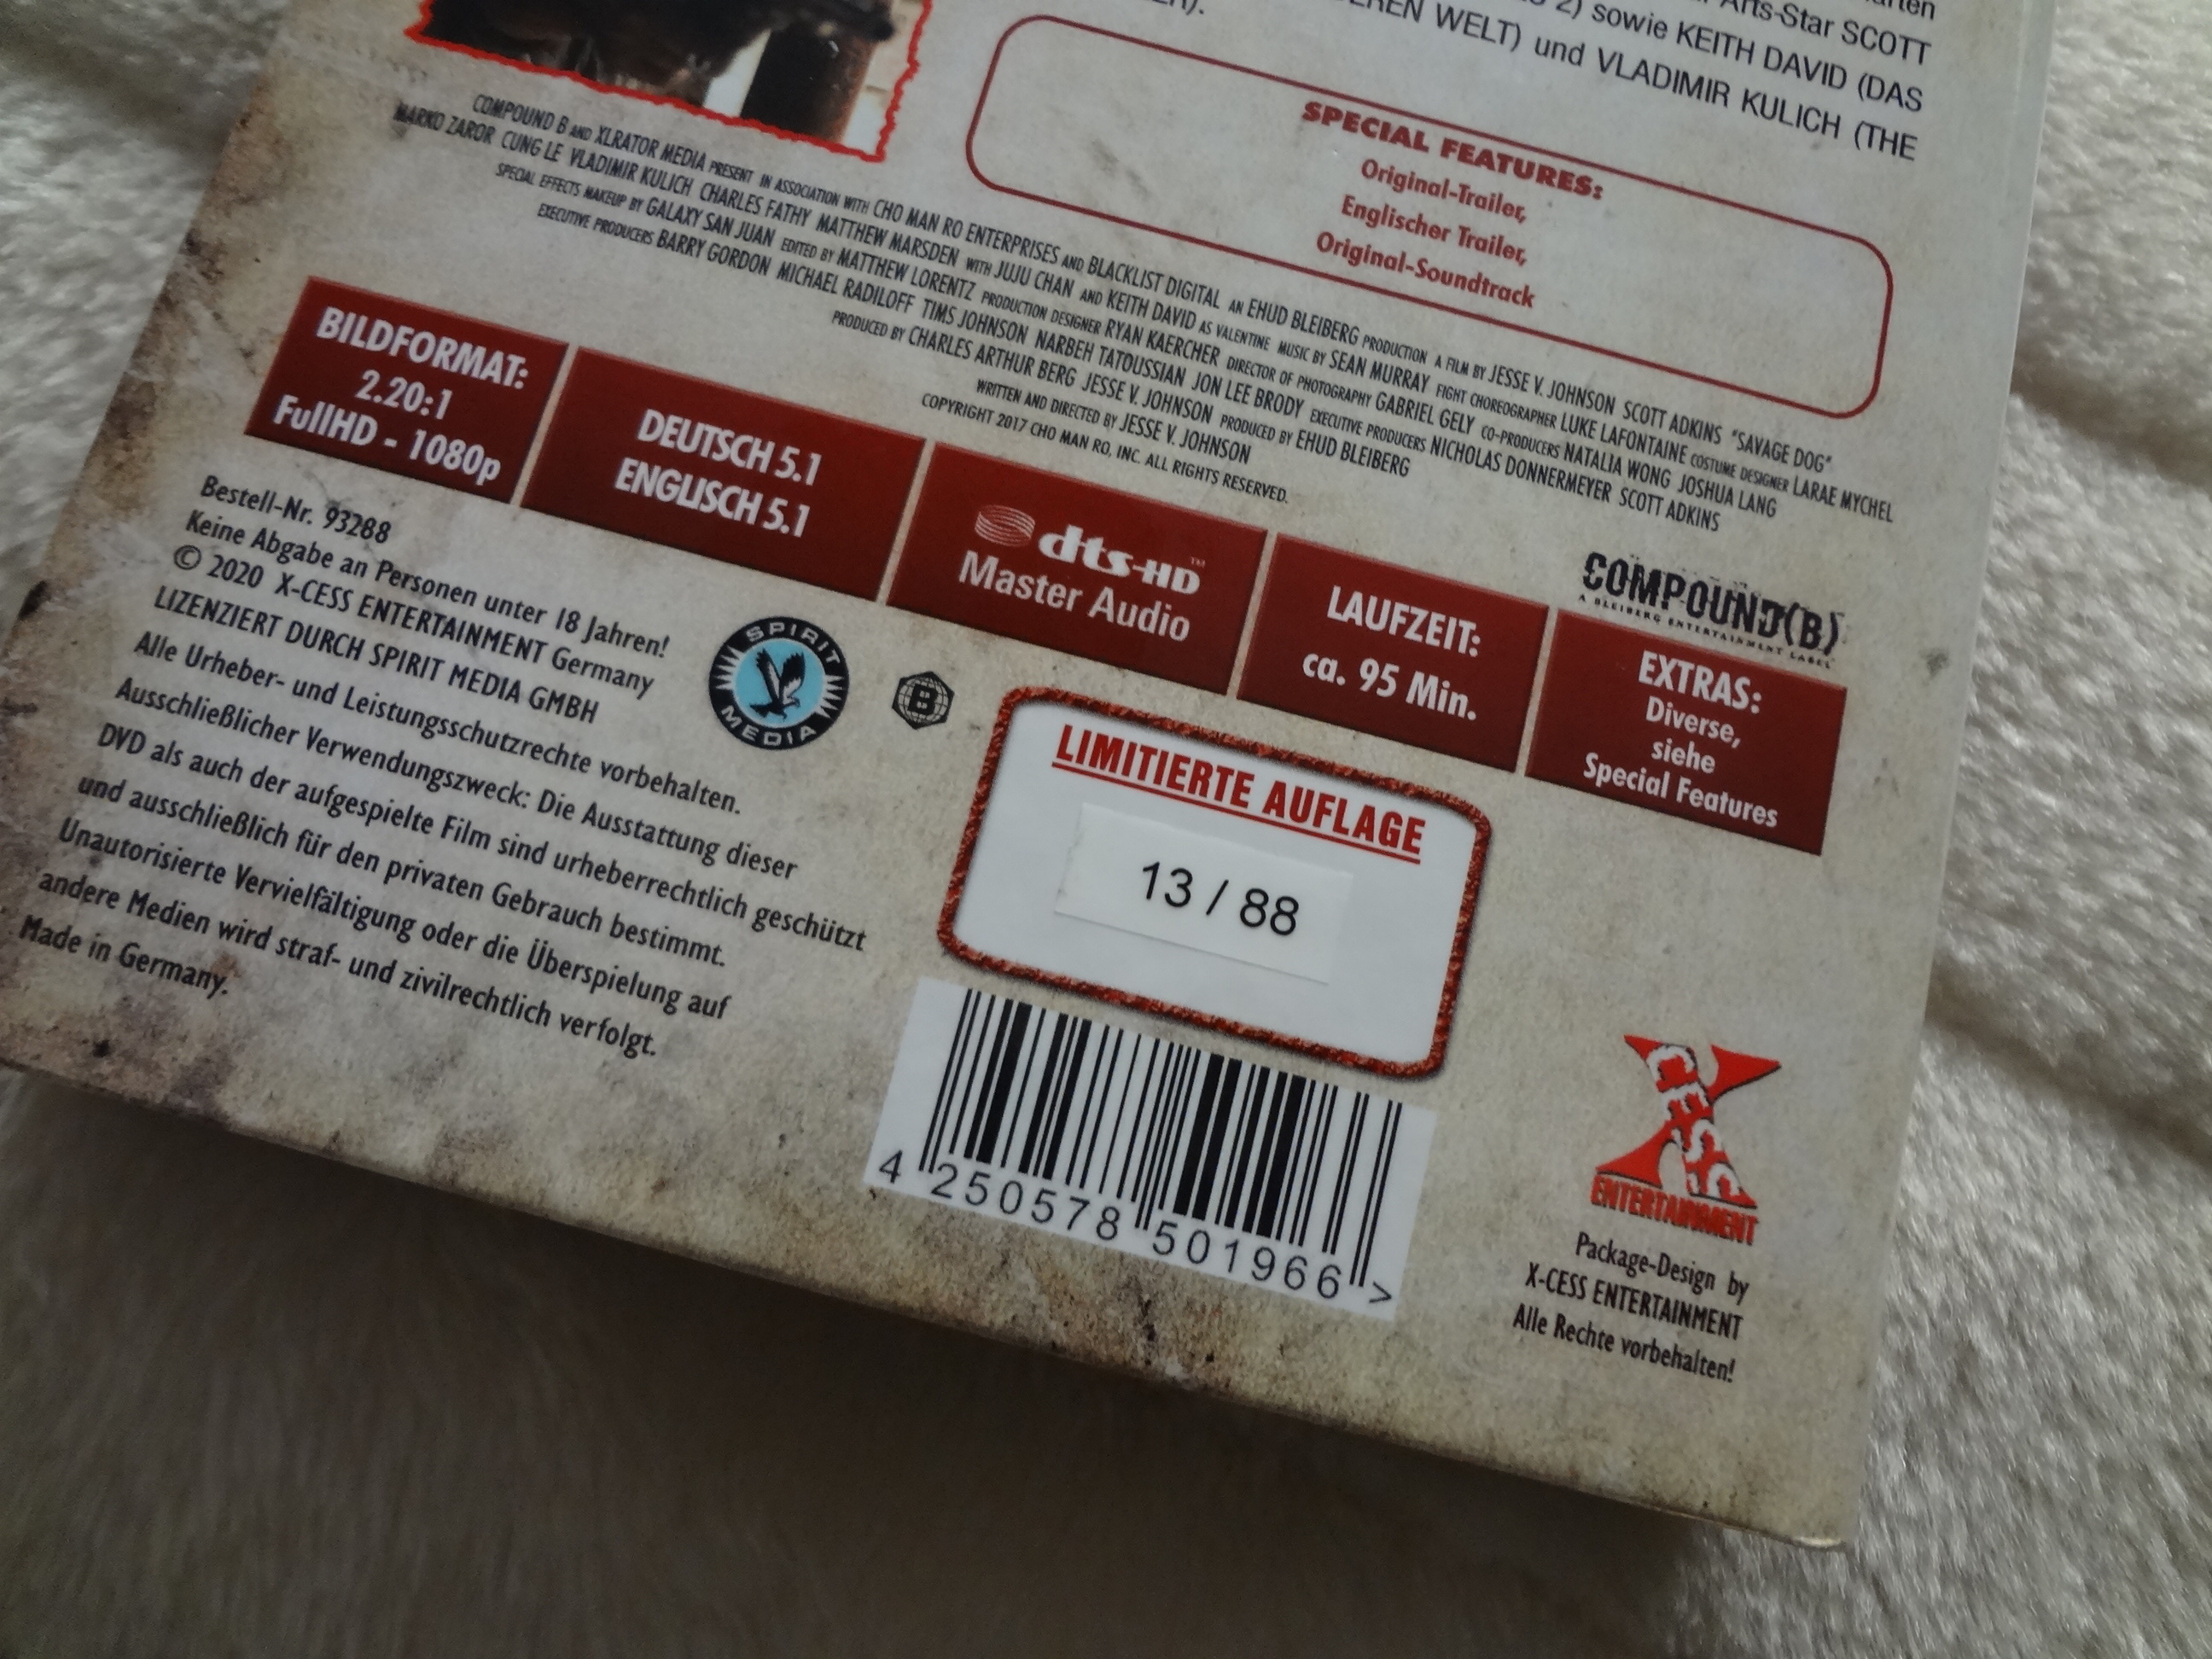 arten
Arts-Star SCOTT
2) sowie KEITH DAVID (DAS
EREN WELT) und VLADIMIR KULICH (THE
ER).
SPECIAL FEATURES:
Original-Trailer,
Englischer Trailer,
Original-Soundtrack
COMPOUND B AND XLRATOR MEDIA PRESENT IN ASSOCIATION WITH CHO MAN RO ENTERPRISES AND BLACKLIST DIGITAL AN EHUD BLEIBERG PRODUCTION A FILM BY JESSE V. JOHNSON SCOTT ADKINS "SAVAGE DOG"
MARKO ZAROR CUNG LE VLADIMIR KULICH CHARLES FATHY MATTHEW MARSDEN WITH JUJU CHAN AND KEITH DAVID AS VALENTINE MUSIC BY SEAN MURRAY FIGHT CHOREOGRAPHER LUKE LAFONTAINE COSTUME DESIGNER LARAE MYCHEL
SPECIAL EFFECTS MAKEUP BY GALAXY SAN JUAN EDITED BY MATTHEW LORENTZ PRODUCTION DESIGNER RYAN KAERCHER DIRECTOR OF PHOTOGRAPHY GABRIEL GELY CO-PRODUCERS NATALIA WONG JOSHUA LANG
EXECUTIVE PRODUCERS BARRY GORDON MICHAEL RADILOFF TIMS JOHNSON NARBEH TATOUSSIAN JON LEE BRODY EXECUTIVE PRODUCERS NICHOLAS DONNERMEYER SCOTT ADKINS
PRODUCED BY CHARLES ARTHUR BERG JESSE V. JOHNSON PRODUCED BY EHUD BLEIBERG
WRITTEN AND DIRECTED BY JESSE V. JOHNSON
COPYRIGHT 2017 CHO MAN RO, INC. ALL RIGHTS RESERVED.
COMPOUND(B)
A BLEIBERG ENTERTAINMENT LABEL
BILDFORMAT:
2.20:1
FullHD - 1080p
DEUTSCH 5.1
ENGLISCH 5.1
dts-HD™
Master Audio
LAUFZEIT:
ca. 95 Min.
EXTRAS:
Diverse,
siehe
Special Features
Bestell-Nr. 93288
Keine Abgabe an Personen unter 18 Jahren!
© 2020 X-CESS ENTERTAINMENT Germany
LIZENZIERT DURCH SPIRIT MEDIA GMBH
Alle Urheber- und Leistungsschutzrechte vorbehalten.
Ausschließlicher Verwendungszweck: Die Ausstattung dieser
DVD als auch der aufgespielte Film sind urheberrechtlich geschützt
und ausschließlich für den privaten Gebrauch bestimmt.
Unautorisierte Vervielfältigung oder die Überspielung auf
andere Medien wird straf- und zivilrechtlich verfolgt.
Made in Germany.
SPIRIT
MEDIA
B
LIMITIERTE AUFLAGE
13 / 88
4 250578 501966 >
X
CESS
ENTERTAINMENT
Package-Design by
X-CESS ENTERTAINMENT
Alle Rechte vorbehalten!